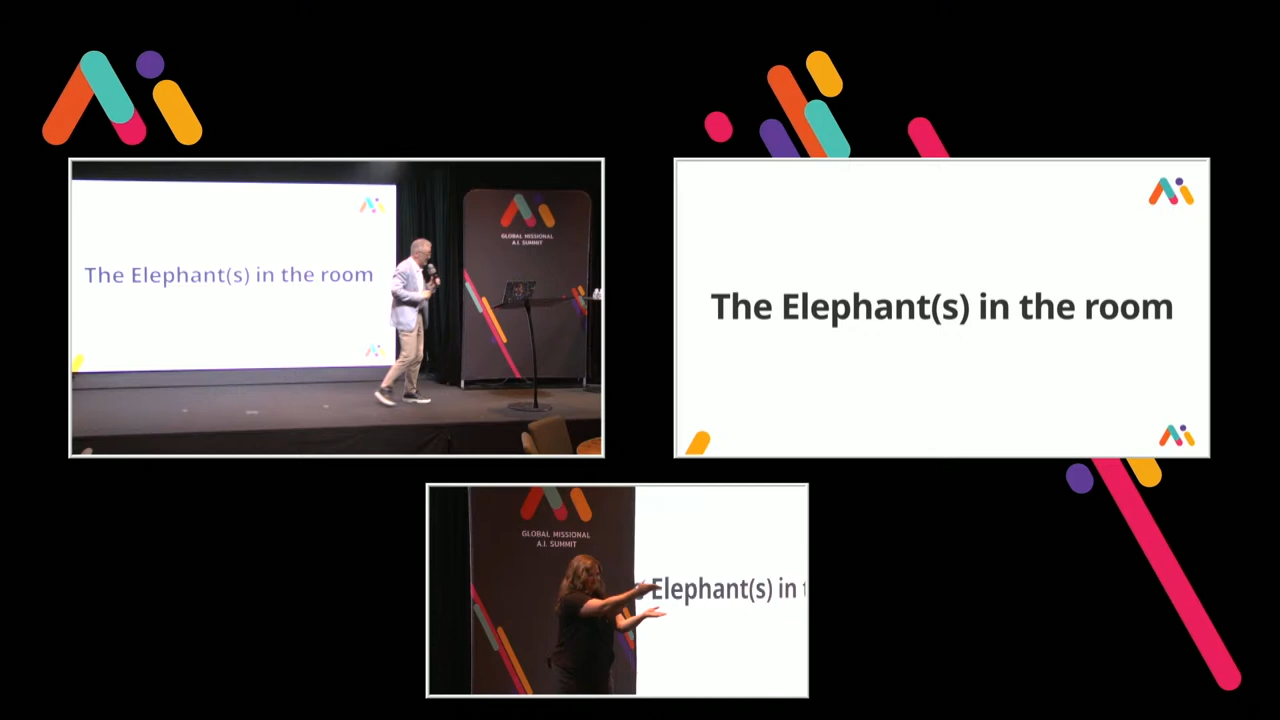 The Elephant(s) in the room
GLOBAL MISSIONAL
A.I. SUMMIT
The Elephant(s) in the room
GLOBAL MISSIONAL
A.I. SUMMIT
Elephant(s) in